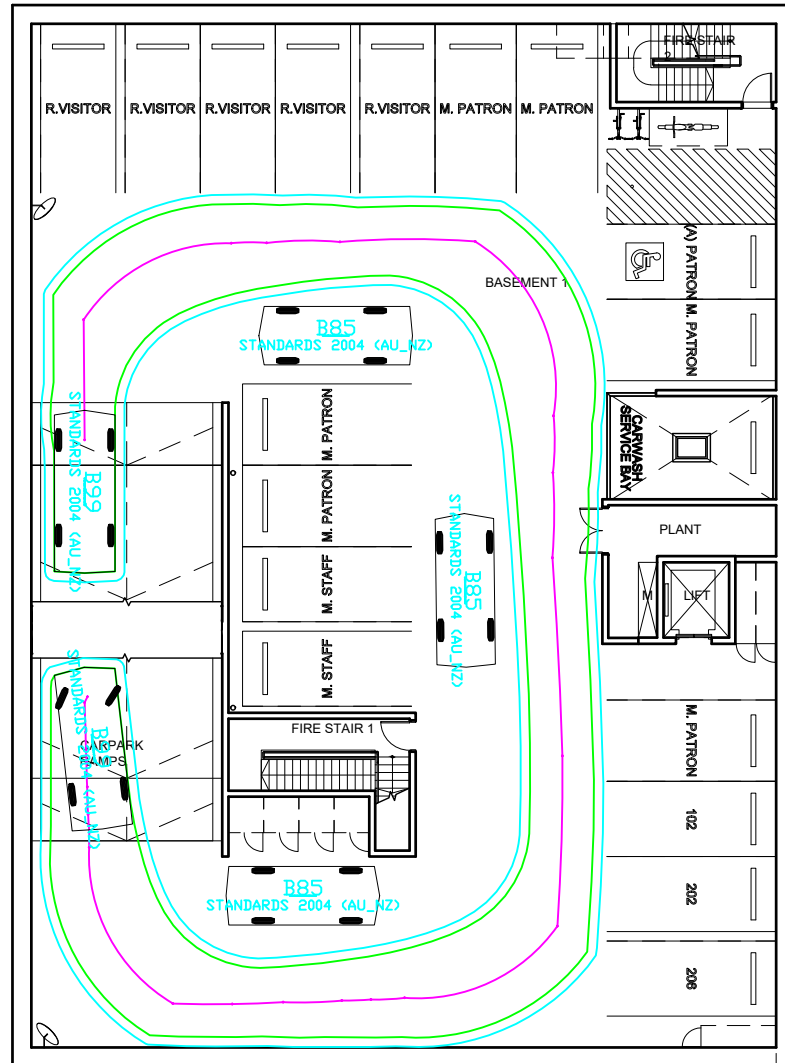 FIRE STAIR
2
R.VISITOR
R.VISITOR
R.VISITOR
R.VISITOR
R.VISITOR
M. PATRON
M. PATRON
(A) PATRON
M. PATRON
BASEMENT 1
B85
STANDARDS 2004 (AU_NZ)
M. PATRON
M. PATRON
M. STAFF
M. STAFF
B99
STANDARDS 2004 (AU_NZ)
B85
STANDARDS 2004 (AU_NZ)
CARWASH
SERVICE BAY
PLANT
M
LIFT
B99
STANDARDS 2004 (AU_NZ)
CARPARK
RAMPS
FIRE STAIR 1
M. PATRON
102
202
206
B85
STANDARDS 2004 (AU_NZ)